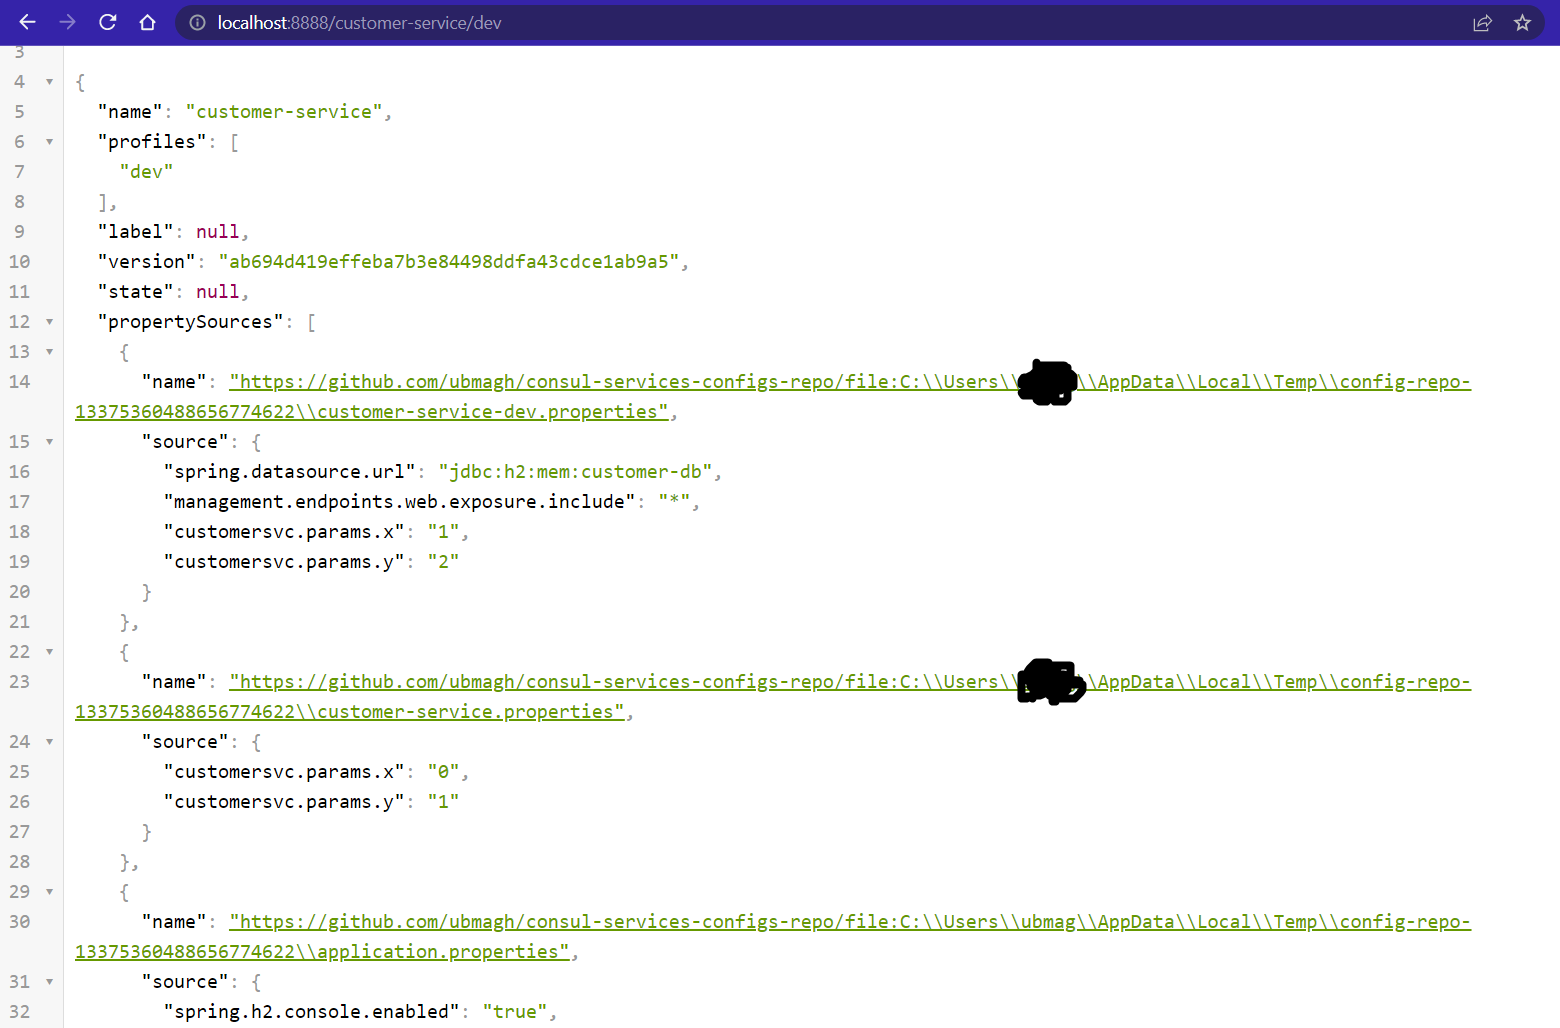 localhost:8888/customer-service/dev
3
4 {
5 "name": "customer-service",
6 "profiles": [
7 "dev"
8 ],
9 "label": null,
10 "version": "ab694d419effeba7b3e84498ddfa43cdce1ab9a5",
11 "state": null,
12 "propertySources": [
13 {
14 "name": "https://github.com/ubmagh/consul-services-configs-repo/file:C:\\Users\\ \\AppData\\Local\\Temp\\config-repo-
13375360488656774622\\customer-service-dev.properties",
15 "source": {
16 "spring.datasource.url": "jdbc:h2:mem:customer-db",
17 "management.endpoints.web.exposure.include": "*",
18 "customersvc.params.x": "1",
19 "customersvc.params.y": "2"
20 }
21 },
22 {
23 "name": "https://github.com/ubmagh/consul-services-configs-repo/file:C:\\Users\\ \\AppData\\Local\\Temp\\config-repo-
13375360488656774622\\customer-service.properties",
24 "source": {
25 "customersvc.params.x": "0",
26 "customersvc.params.y": "1"
27 }
28 },
29 {
30 "name": "https://github.com/ubmagh/consul-services-configs-repo/file:C:\\Users\\ubmag\\AppData\\Local\\Temp\\config-repo-
13375360488656774622\\application.properties",
31 "source": {
32 "spring.h2.console.enabled": "true",